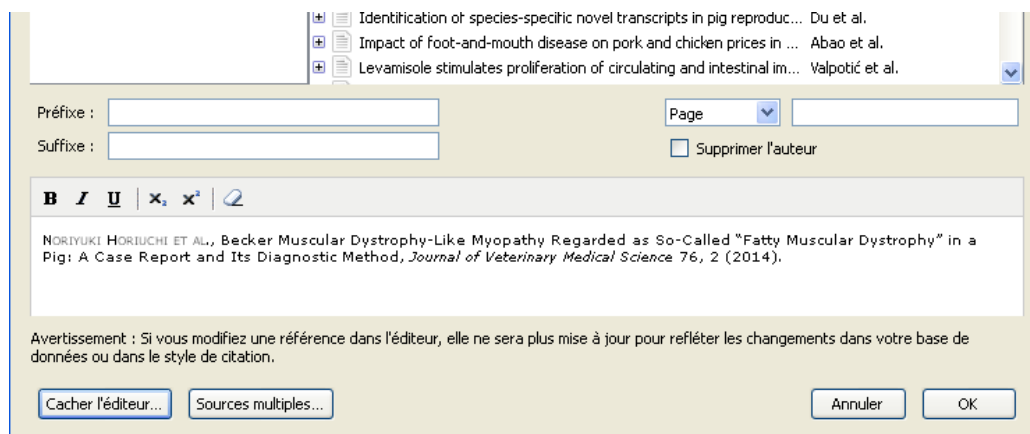 Identification of species-specific novel transcripts in pig reproduc... Du et al.
Impact of foot-and-mouth disease on pork and chicken prices in ... Abao et al.
Levamisole stimulates proliferation of circulating and intestinal im... Valpotić et al.
Préfixe :
Page
Suffixe :
Supprimer l'auteur
B I U x₂ x²
NORIYUKI HORIUCHI ET AL., Becker Muscular Dystrophy-Like Myopathy Regarded as So-Called “Fatty Muscular Dystrophy” in a
Pig: A Case Report and Its Diagnostic Method, Journal of Veterinary Medical Science 76, 2 (2014).
Avertissement : Si vous modifiez une référence dans l'éditeur, elle ne sera plus mise à jour pour refléter les changements dans votre base de
données ou dans le style de citation.
Cacher l'éditeur... Sources multiples... Annuler OK